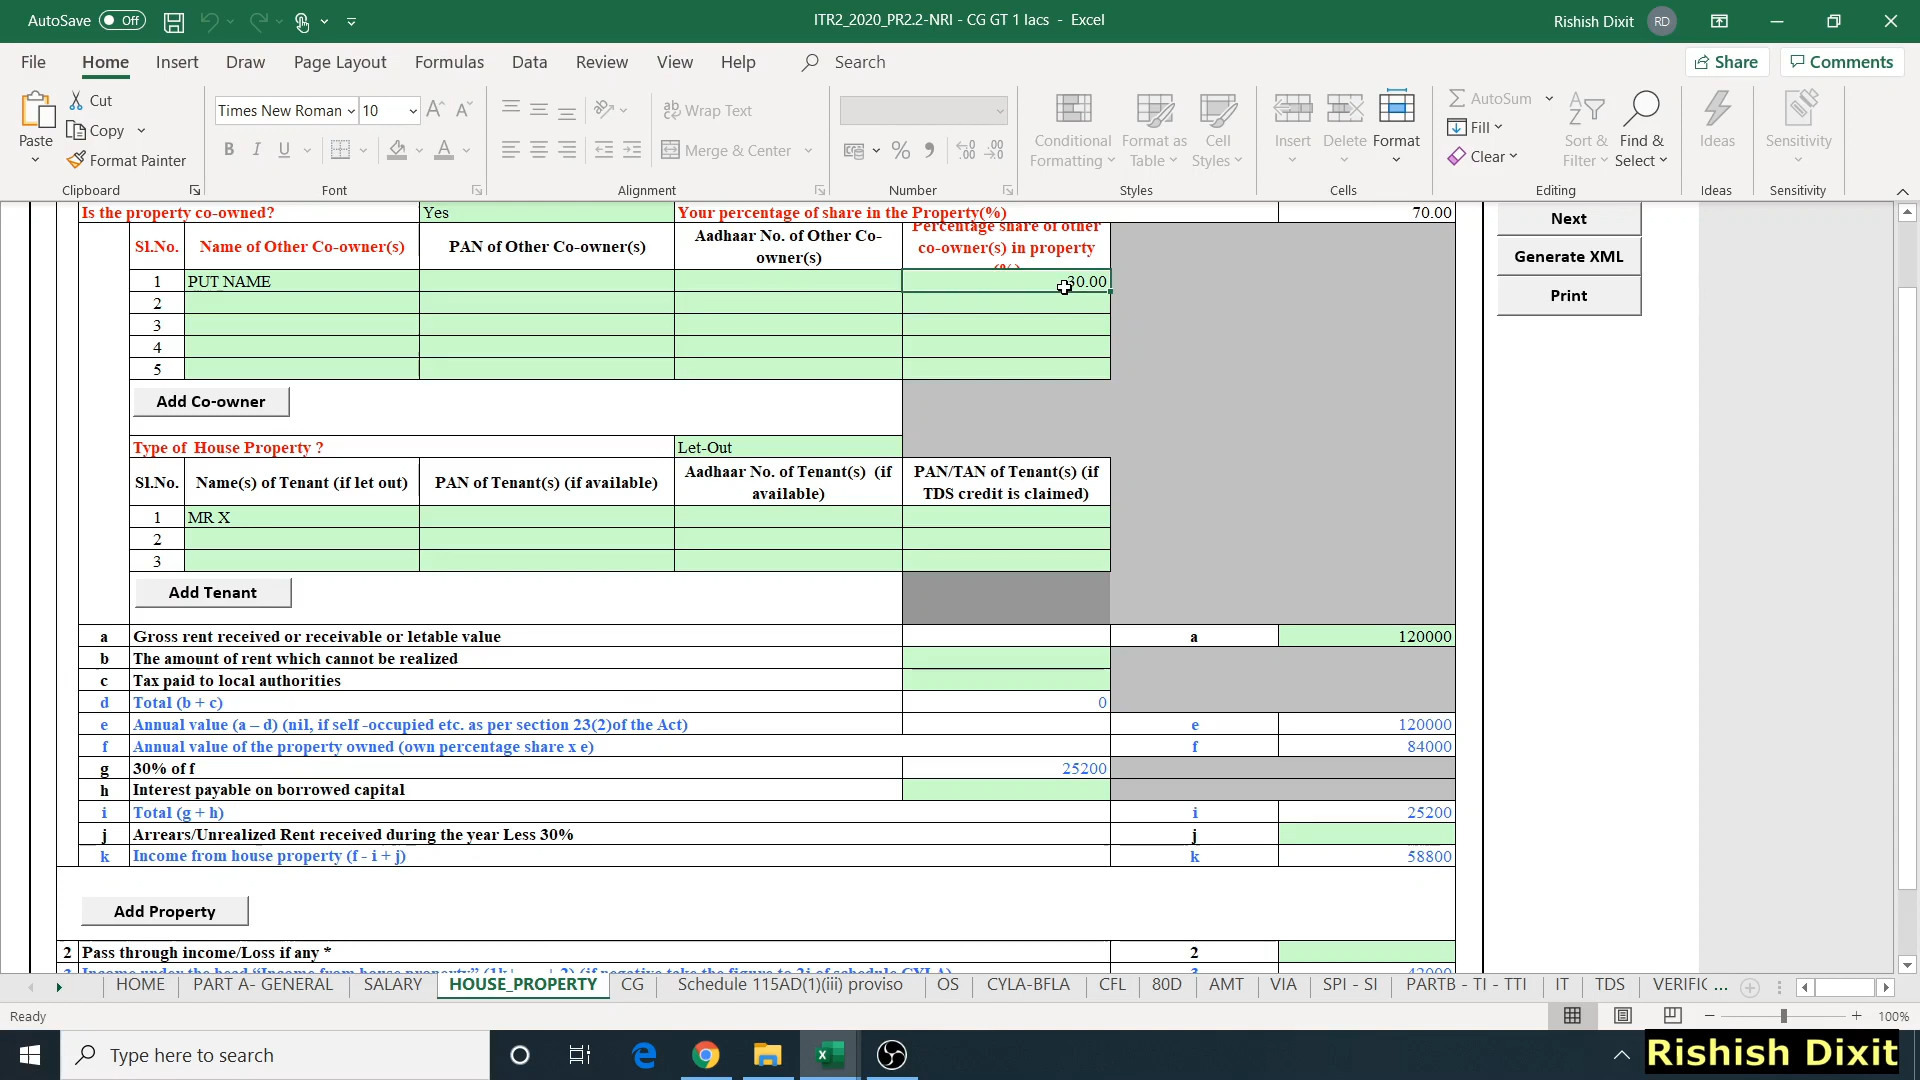 AutoSave Off ITR2_2020_PR2.2-NRI - CG GT 1 lacs - Excel Rishish Dixit RD
File Home Insert Draw Page Layout Formulas Data Review View Help Search Share Comments
Paste Cut Copy Format Painter Clipboard
Times New Roman 10 B I U Font
Wrap Text Merge & Center Alignment
Number
Conditional Formatting Format as Table Cell Styles Styles
Insert Delete Format Cells
AutoSum Fill Clear Sort & Filter Find & Select Editing
Ideas Ideas
Sensitivity Sensitivity
Is the property co-owned? Yes Your percentage of share in the Property(%) 70.00
Sl.No. Name of Other Co-owner(s) PAN of Other Co-owner(s) Aadhaar No. of Other Co-owner(s) Percentage share of other co-owner(s) in property (%)
1 PUT NAME 30.00
2
3
4
5
Add Co-owner
Type of House Property ? Let-Out
Sl.No. Name(s) of Tenant (if let out) PAN of Tenant(s) (if available) Aadhaar No. of Tenant(s) (if available) PAN/TAN of Tenant(s) (if TDS credit is claimed)
1 MR X
2
3
Add Tenant
a Gross rent received or receivable or letable value a 120000
b The amount of rent which cannot be realized
c Tax paid to local authorities
d Total (b + c) 0
e Annual value (a – d) (nil, if self -occupied etc. as per section 23(2)of the Act) e 120000
f Annual value of the property owned (own percentage share x e) f 84000
g 30% of f 25200
h Interest payable on borrowed capital
i Total (g + h) i 25200
j Arrears/Unrealized Rent received during the year Less 30% j
k Income from house property (f - i + j) k 58800
Add Property
2 Pass through income/Loss if any * 2
Next
Generate XML
Print
HOME PART A- GENERAL SALARY HOUSE_PROPERTY CG Schedule 115AD(1)(iii) proviso OS CYLA-BFLA CFL 80D AMT VIA SPI - SI PARTB - TI - TTI IT TDS VERIFIC ...
Ready 100%
Type here to search
Rishish Dixit